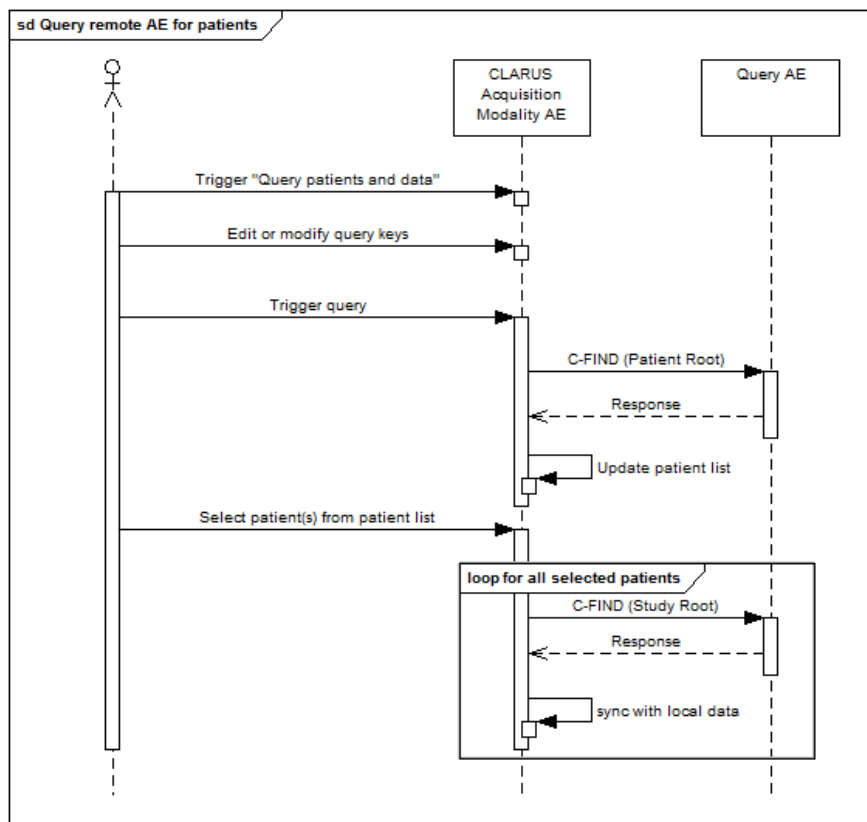 sd Query remote AE for patients
CLARUS
Acquisition
Modality AE
Query AE
Trigger "Query patients and data"
Edit or modify query keys
Trigger query
C-FIND (Patient Root)
Response
Update patient list
Select patient(s) from patient list
loop for all selected patients
C-FIND (Study Root)
Response
sync with local data